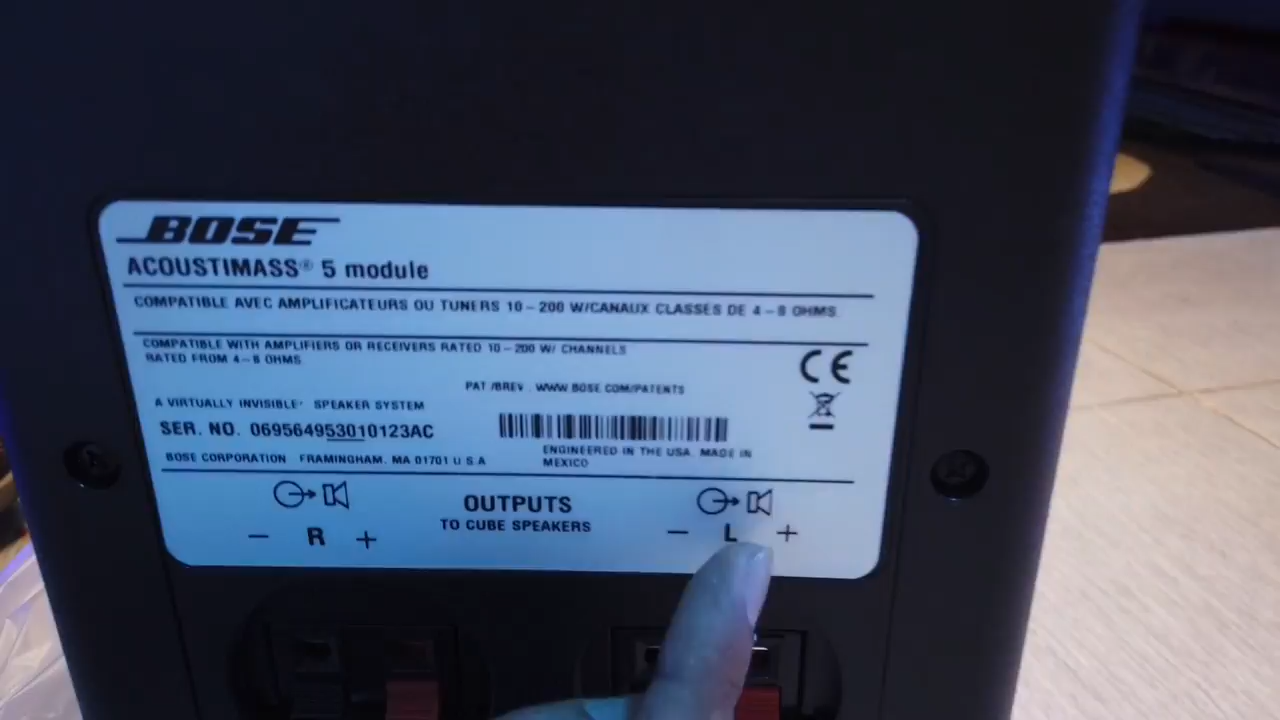 BOSE
ACOUSTIMASS® 5 module
COMPATIBLE AVEC AMPLIFICATEURS OU TUNERS 10 – 200 W/CANAUX CLASSES DE 4 – 8 OHMS
COMPATIBLE WITH AMPLIFIERS OR RECEIVERS RATED 10 – 200 W/ CHANNELS
RATED FROM 4 – 8 OHMS
PAT /BREV : WWW.BOSE.COM/PATENTS
CE
A VIRTUALLY INVISIBLE® SPEAKER SYSTEM
SER. NO. 069564953010123AC
ENGINEERED IN THE USA. MADE IN
MEXICO
BOSE CORPORATION FRAMINGHAM, MA 01701 U S A
OUTPUTS
TO CUBE SPEAKERS
– R +
– L +